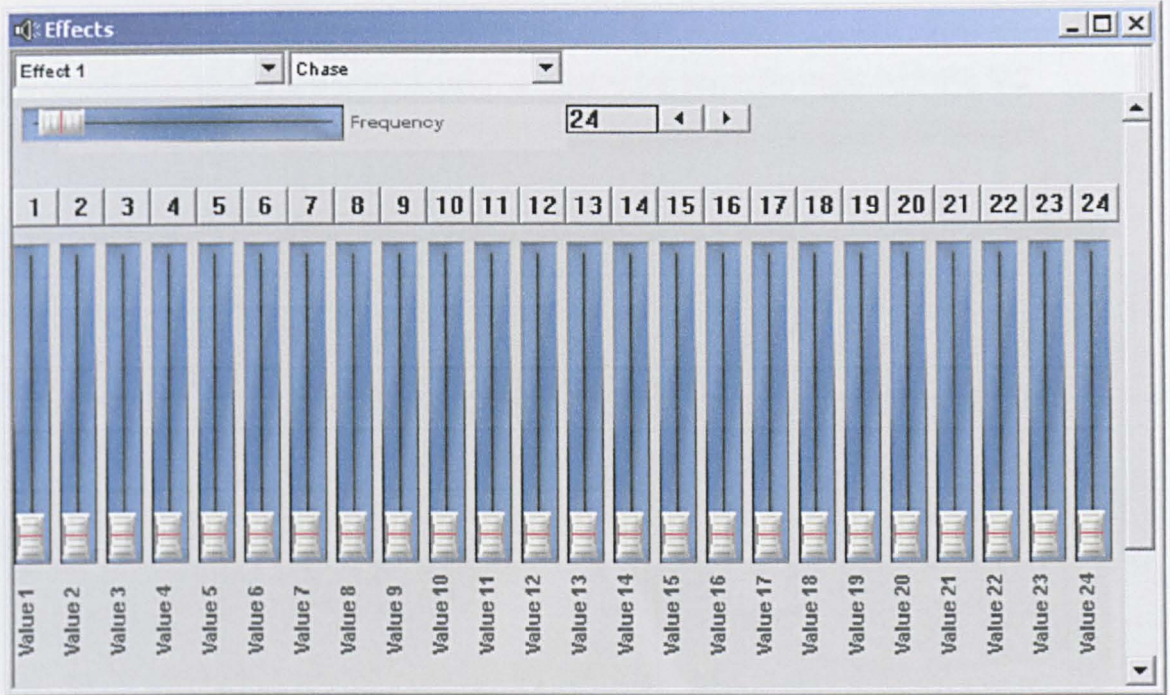 Effects
Effect 1 Chase
Frequency 24
1 2 3 4 5 6 7 8 9 10 11 12 13 14 15 16 17 18 19 20 21 22 23 24
Value 1 Value 2 Value 3 Value 4 Value 5 Value 6 Value 7 Value 8 Value 9 Value 10 Value 11 Value 12 Value 13 Value 14 Value 15 Value 16 Value 17 Value 18 Value 19 Value 20 Value 21 Value 22 Value 23 Value 24